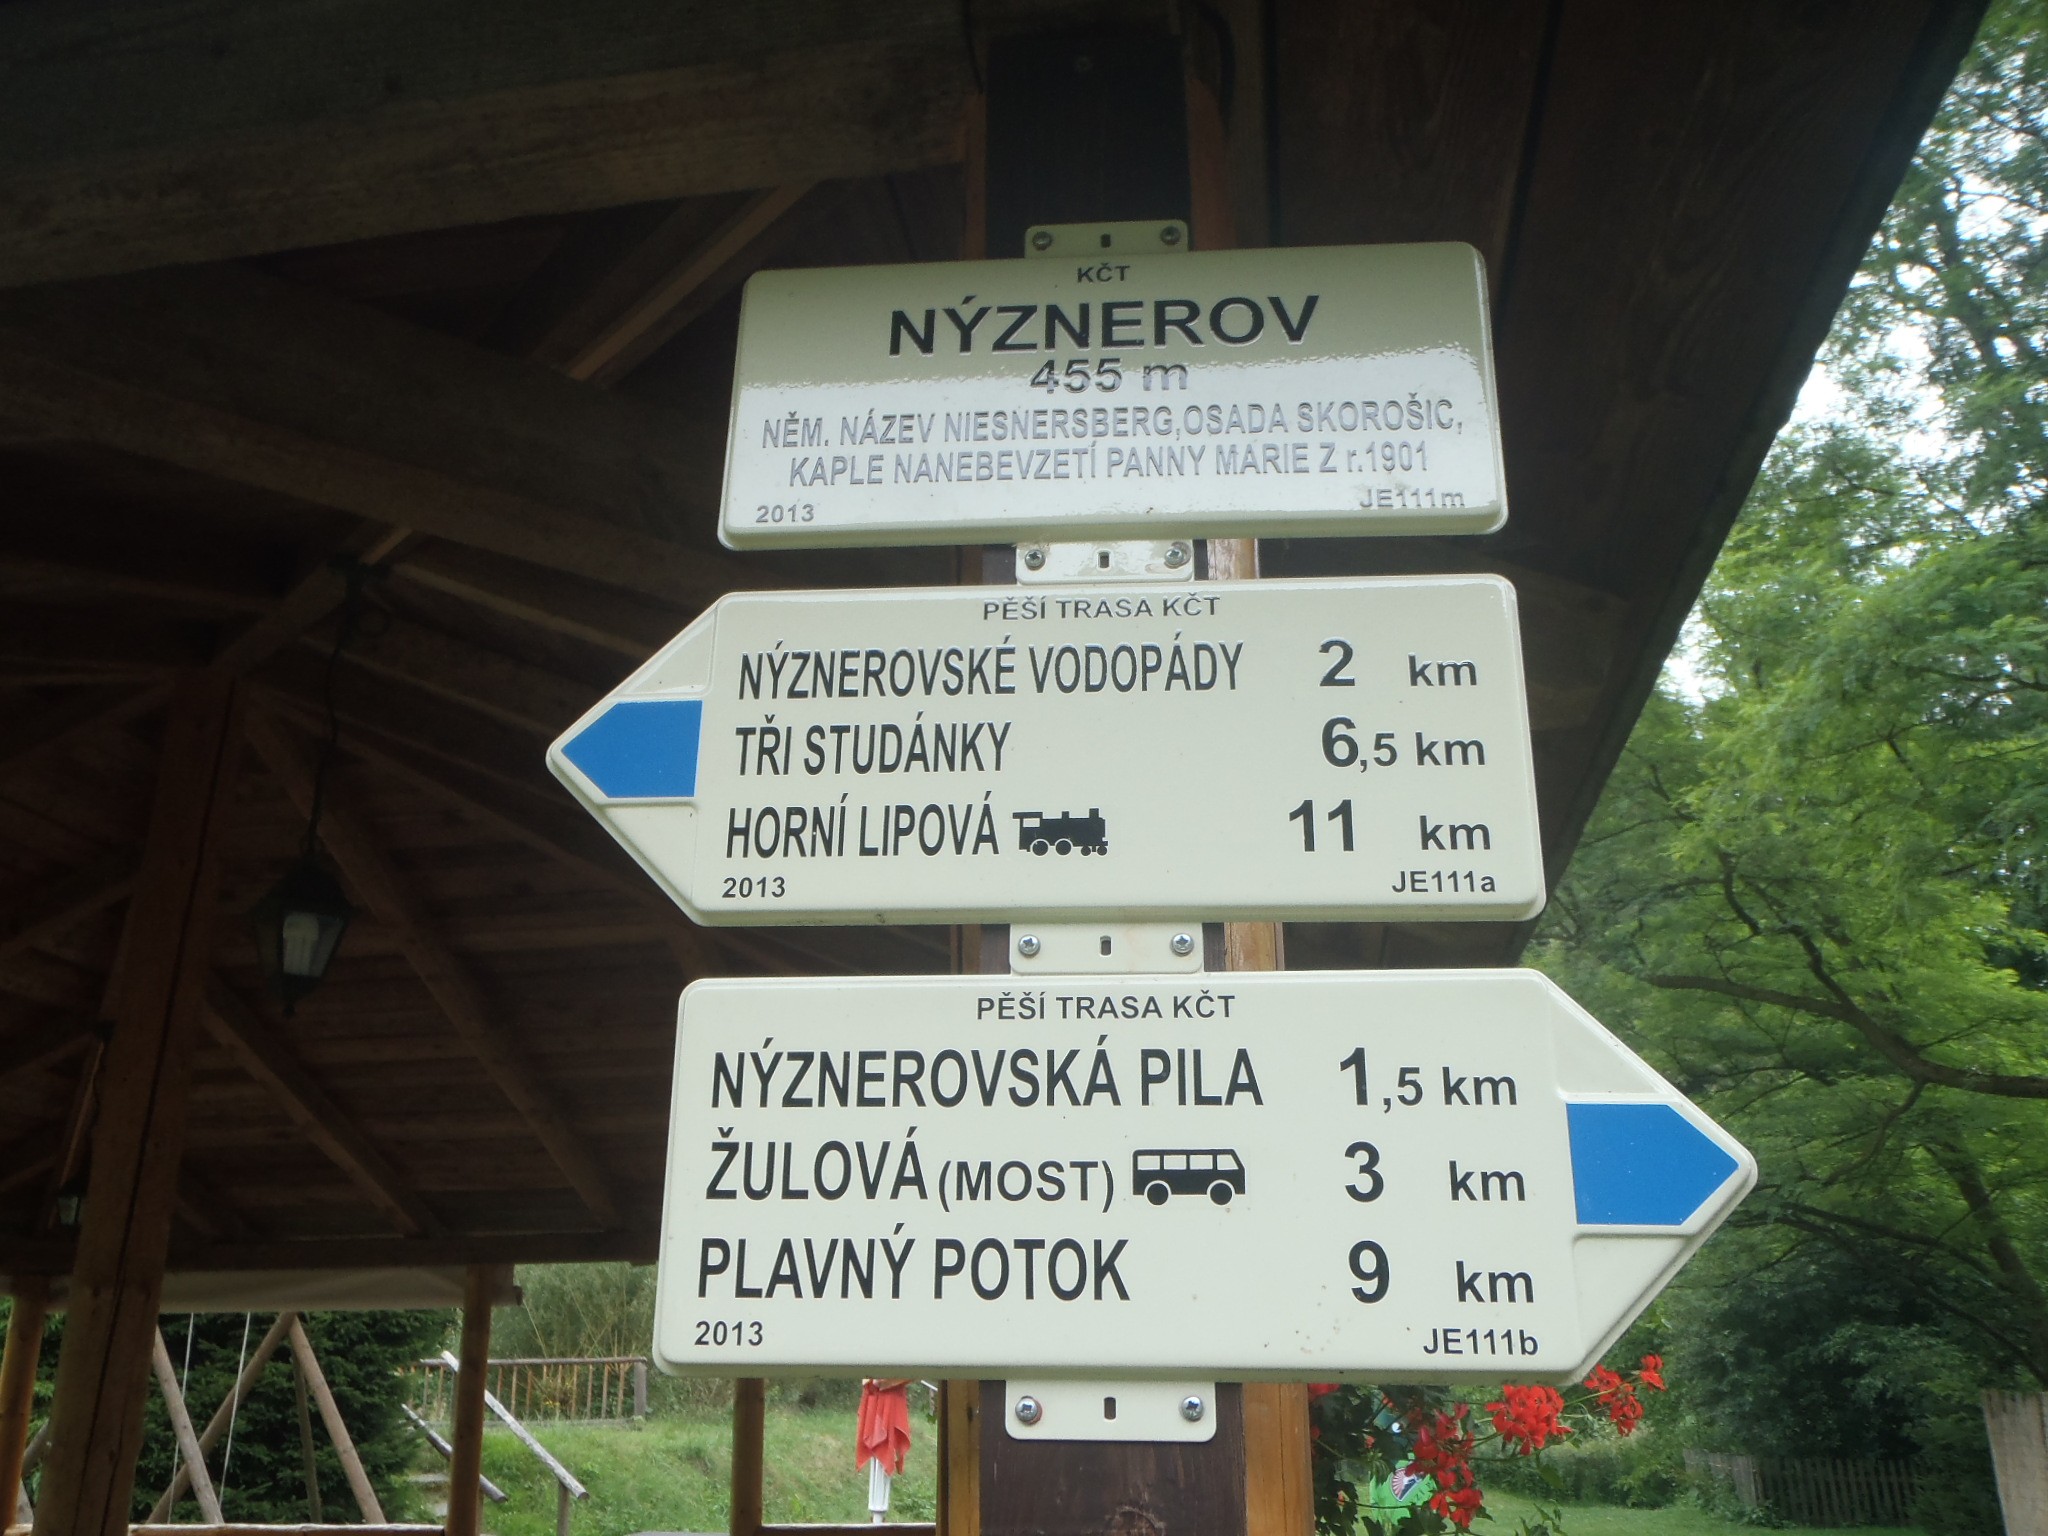 KČT
NÝZNEROV
455 m
NĚM. NÁZEV NIESNERSBERG,OSADA SKOROŠIC,
KAPLE NANEBEVZETÍ PANNY MARIE Z r.1901
2013 JE111m
PĚŠÍ TRASA KČT
NÝZNEROVSKÉ VODOPÁDY 2 km
TŘI STUDÁNKY 6,5 km
HORNÍ LIPOVÁ 11 km
2013 JE111a
PĚŠÍ TRASA KČT
NÝZNEROVSKÁ PILA 1,5 km
ŽULOVÁ (MOST) 3 km
PLAVNÝ POTOK 9 km
2013 JE111b